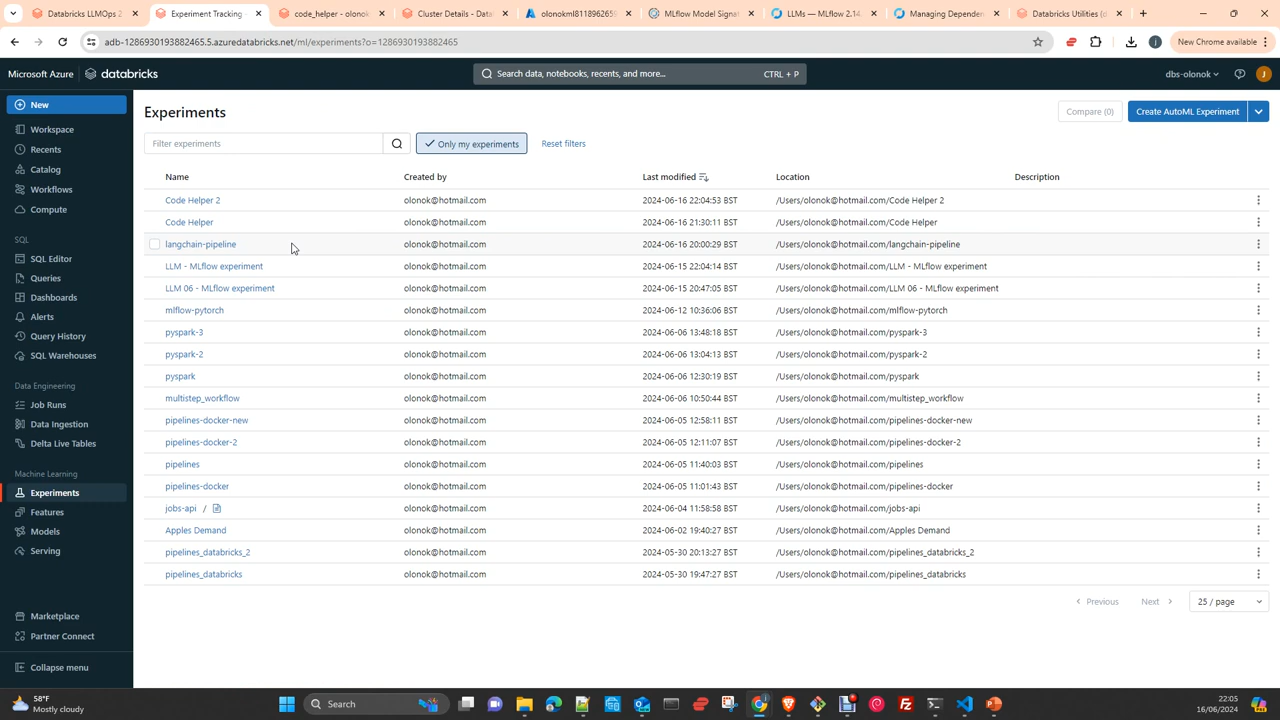 Databricks LLMOps 2
Experiment Tracking -
code_helper - olonok
Cluster Details - Data
olonokml8118962659
MLflow Model Signat
LLMs — MLflow 2.14.
Managing Dependen
Databricks Utilities (d
adb-1286930193882465.5.azuredatabricks.net/ml/experiments?o=1286930193882465
New Chrome available
Microsoft Azure
databricks
Search data, notebooks, recents, and more...
CTRL + P
dbs-olonok
J
New
Workspace
Recents
Catalog
Workflows
Compute
SQL
SQL Editor
Queries
Dashboards
Alerts
Query History
SQL Warehouses
Data Engineering
Job Runs
Data Ingestion
Delta Live Tables
Machine Learning
Experiments
Features
Models
Serving
Marketplace
Partner Connect
Collapse menu
Experiments
Compare (0)
Create AutoML Experiment
Filter experiments
Only my experiments
Reset filters
Name Created by Last modified Location Description
Code Helper 2 olonok@hotmail.com 2024-06-16 22:04:53 BST /Users/olonok@hotmail.com/Code Helper 2
Code Helper olonok@hotmail.com 2024-06-16 21:30:11 BST /Users/olonok@hotmail.com/Code Helper
langchain-pipeline olonok@hotmail.com 2024-06-16 20:00:29 BST /Users/olonok@hotmail.com/langchain-pipeline
LLM - MLflow experiment olonok@hotmail.com 2024-06-15 22:04:14 BST /Users/olonok@hotmail.com/LLM - MLflow experiment
LLM 06 - MLflow experiment olonok@hotmail.com 2024-06-15 20:47:05 BST /Users/olonok@hotmail.com/LLM 06 - MLflow experiment
mlflow-pytorch olonok@hotmail.com 2024-06-12 10:36:06 BST /Users/olonok@hotmail.com/mlflow-pytorch
pyspark-3 olonok@hotmail.com 2024-06-06 13:48:18 BST /Users/olonok@hotmail.com/pyspark-3
pyspark-2 olonok@hotmail.com 2024-06-06 13:04:13 BST /Users/olonok@hotmail.com/pyspark-2
pyspark olonok@hotmail.com 2024-06-06 12:30:19 BST /Users/olonok@hotmail.com/pyspark
multistep_workflow olonok@hotmail.com 2024-06-06 10:50:44 BST /Users/olonok@hotmail.com/multistep_workflow
pipelines-docker-new olonok@hotmail.com 2024-06-05 12:58:11 BST /Users/olonok@hotmail.com/pipelines-docker-new
pipelines-docker-2 olonok@hotmail.com 2024-06-05 12:11:07 BST /Users/olonok@hotmail.com/pipelines-docker-2
pipelines olonok@hotmail.com 2024-06-05 11:40:03 BST /Users/olonok@hotmail.com/pipelines
pipelines-docker olonok@hotmail.com 2024-06-05 11:01:43 BST /Users/olonok@hotmail.com/pipelines-docker
jobs-api / olonok@hotmail.com 2024-06-04 11:58:58 BST /Users/olonok@hotmail.com/jobs-api
Apples Demand olonok@hotmail.com 2024-06-02 19:40:27 BST /Users/olonok@hotmail.com/Apples Demand
pipelines_databricks_2 olonok@hotmail.com 2024-05-30 20:13:27 BST /Users/olonok@hotmail.com/pipelines_databricks_2
pipelines_databricks olonok@hotmail.com 2024-05-30 19:47:27 BST /Users/olonok@hotmail.com/pipelines_databricks
Previous
Next
25 / page
58°F
Mostly cloudy
Search
22:05
16/06/2024